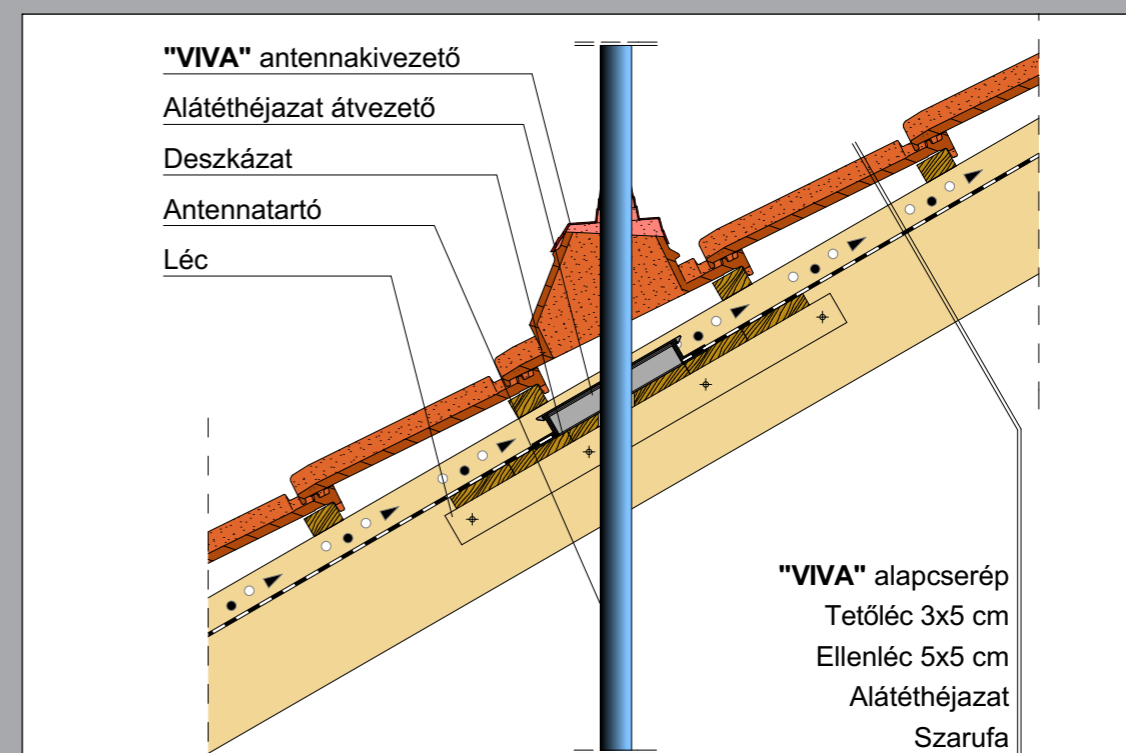 "VIVA" antennakivezető
Alátéthéjazat átvezető
Deszkázat
Antennatartó
Léc
"VIVA" alapcserép
Tetőléc 3x5 cm
Ellenléc 5x5 cm
Alátéthéjazat
Szarufa